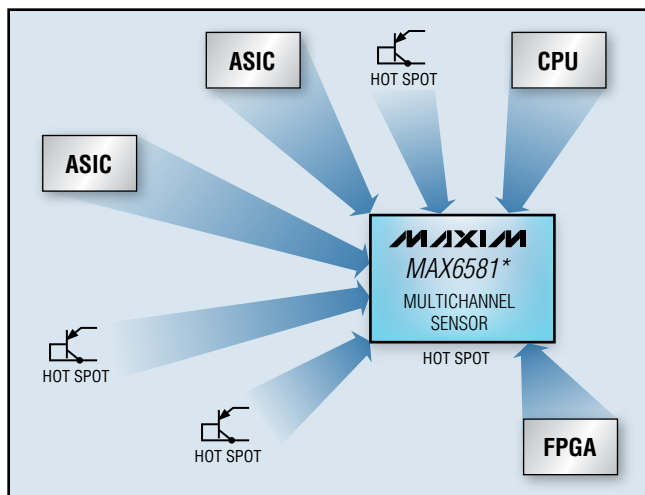 ASIC
HOT SPOT
CPU
ASIC
MAXIM
MAX6581*
MULTICHANNEL
SENSOR
HOT SPOT
HOT SPOT
HOT SPOT
FPGA